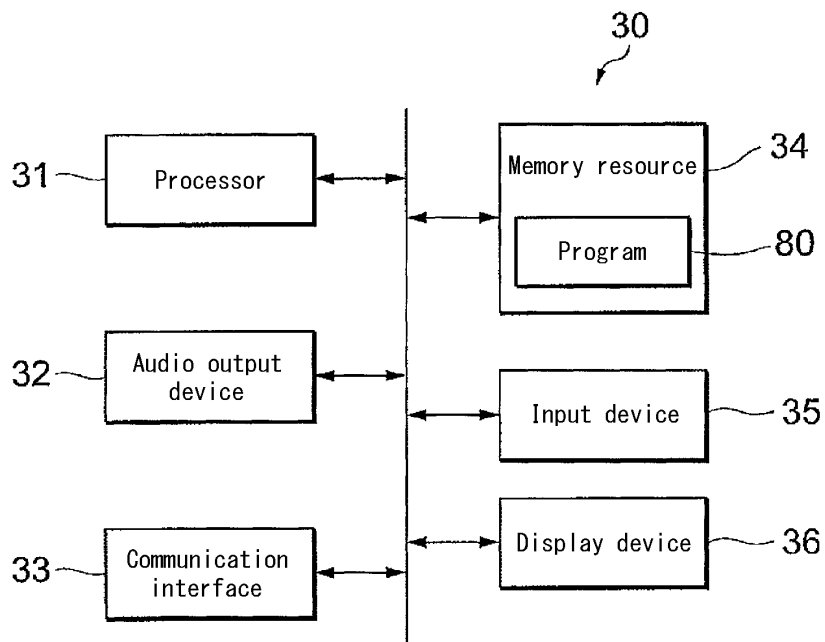 30
31
Processor
Memory resource
34
Program
80
32
Audio output
device
Input device
35
33
Communication
interface
Display device
36